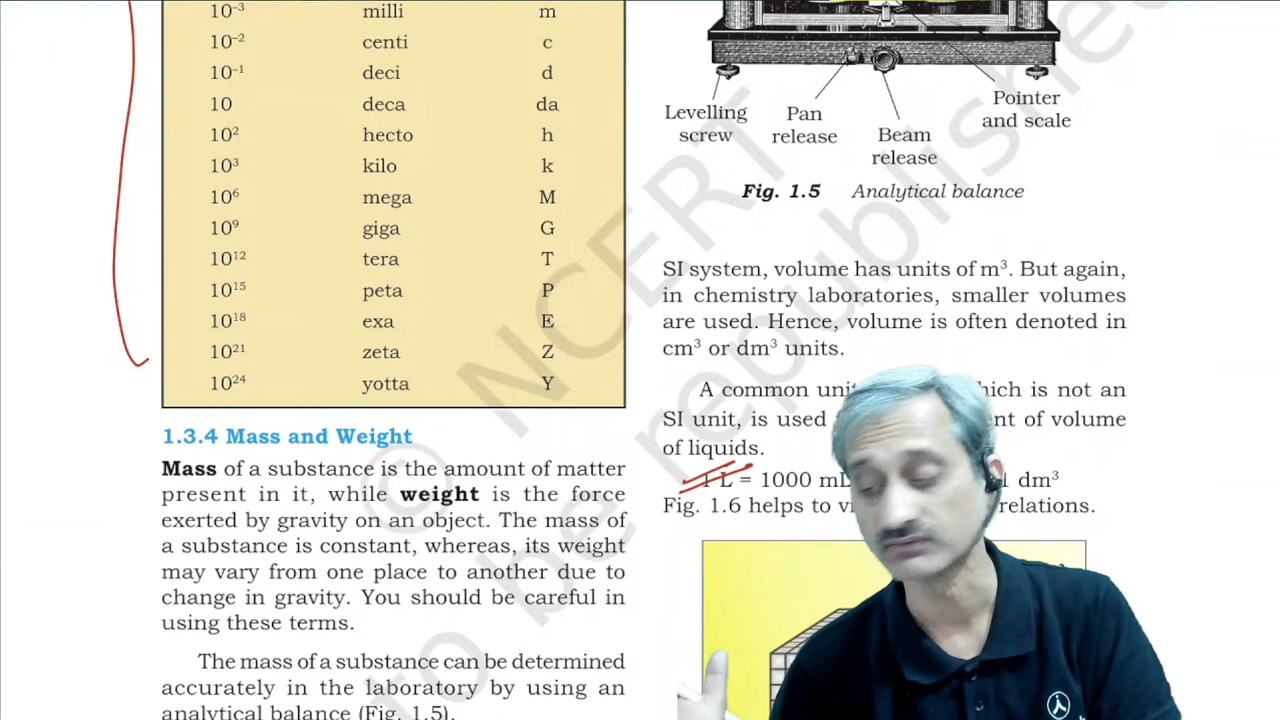 10⁻³ milli m
10⁻² centi c
10⁻¹ deci d
10 deca da
10² hecto h
10³ kilo k
10⁶ mega M
10⁹ giga G
10¹² tera T
10¹⁵ peta P
10¹⁸ exa E
10²¹ zeta Z
10²⁴ yotta Y
1.3.4 Mass and Weight
Mass of a substance is the amount of matter
present in it, while weight is the force
exerted by gravity on an object. The mass of
a substance is constant, whereas, its weight
may vary from one place to another due to
change in gravity. You should be careful in
using these terms.
The mass of a substance can be determined
accurately in the laboratory by using an
analytical balance (Fig. 1.5).
Levelling
screw
Pan
release
Beam
release
Pointer
and scale
Fig. 1.5 Analytical balance
SI system, volume has units of m³. But again,
in chemistry laboratories, smaller volumes
are used. Hence, volume is often denoted in
cm³ or dm³ units.
A common which is not an
SI unit, is used of volume
of liquids.
1 L = 1000 mL 1 dm³
Fig. 1.6 helps to relations.
© NCERT
to be republished